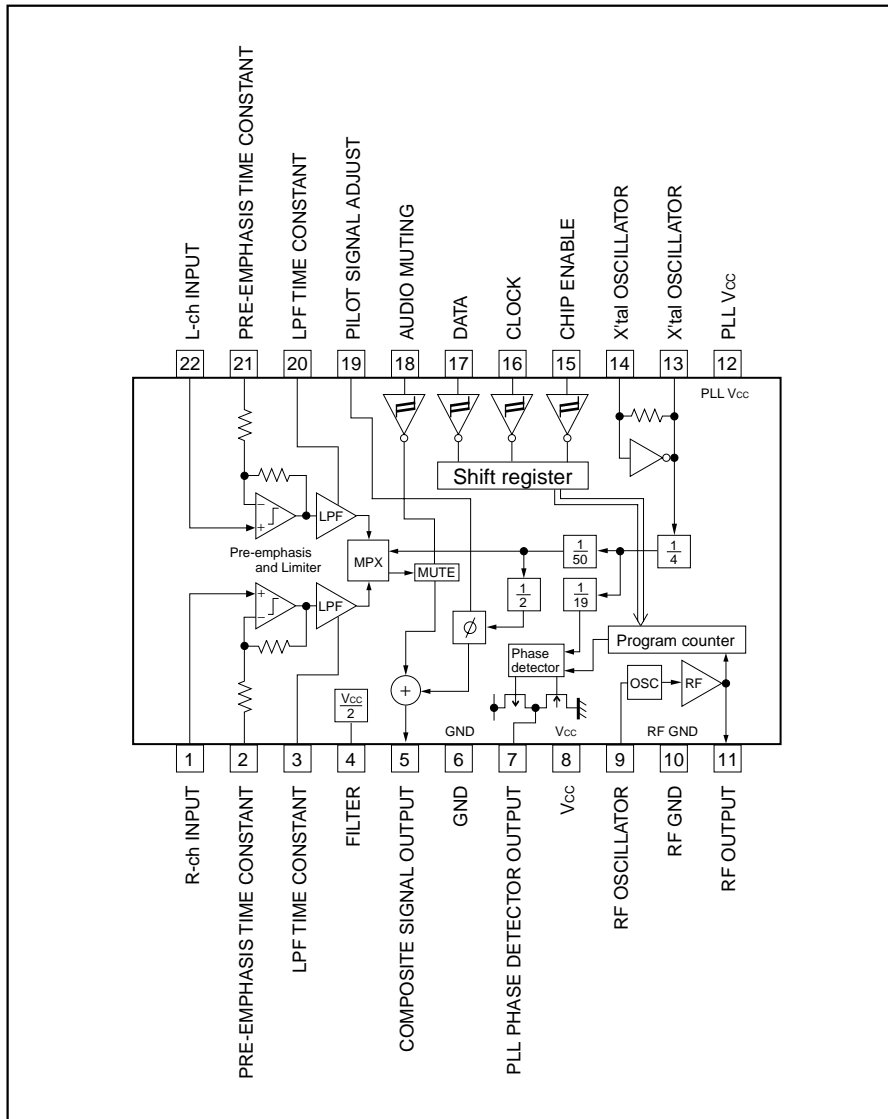 L-ch INPUT
PRE-EMPHASIS TIME CONSTANT
LPF TIME CONSTANT
PILOT SIGNAL ADJUST
AUDIO MUTING
DATA
CLOCK
CHIP ENABLE
X'tal OSCILLATOR
X'tal OSCILLATOR
PLL Vcc
22
21
20
19
18
17
16
15
14
13
12
PLL Vcc
Shift register
LPF
Pre-emphasis
and Limiter
MPX
MUTE
1
50
1
4
1
2
1
19
LPF
ϕ
Program counter
Phase
detector
OSC
RF
+
Vcc
2
GND
Vcc
RF GND
−
+
+
−
1
2
3
4
5
6
7
8
9
10
11
R-ch INPUT
PRE-EMPHASIS TIME CONSTANT
LPF TIME CONSTANT
FILTER
COMPOSITE SIGNAL OUTPUT
GND
PLL PHASE DETECTOR OUTPUT
Vcc
RF OSCILLATOR
RF GND
RF OUTPUT